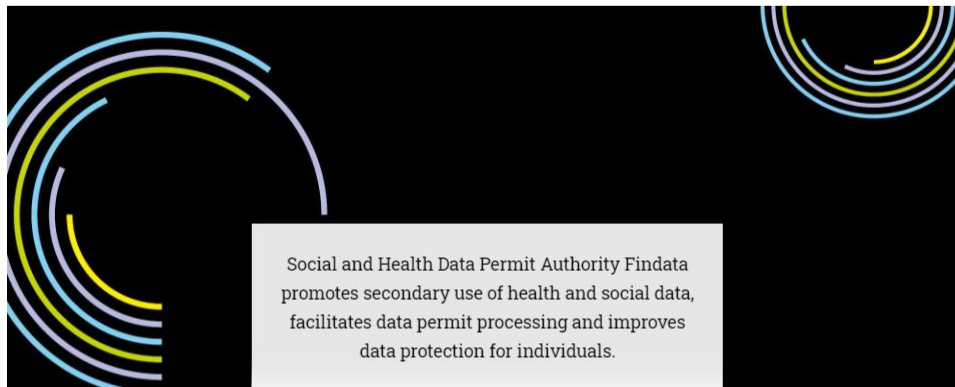 Social and Health Data Permit Authority Findata
promotes secondary use of health and social data,
facilitates data permit processing and improves
data protection for individuals.